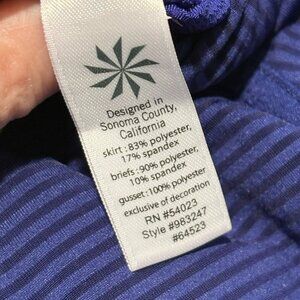 Designed in
Sonoma County,
California
skirt : 83% polyester,
17% spandex
briefs : 90% polyester,
10% spandex
gusset : 100% polyester
exclusive of decoration
RN #54023
Style #983247
#64523